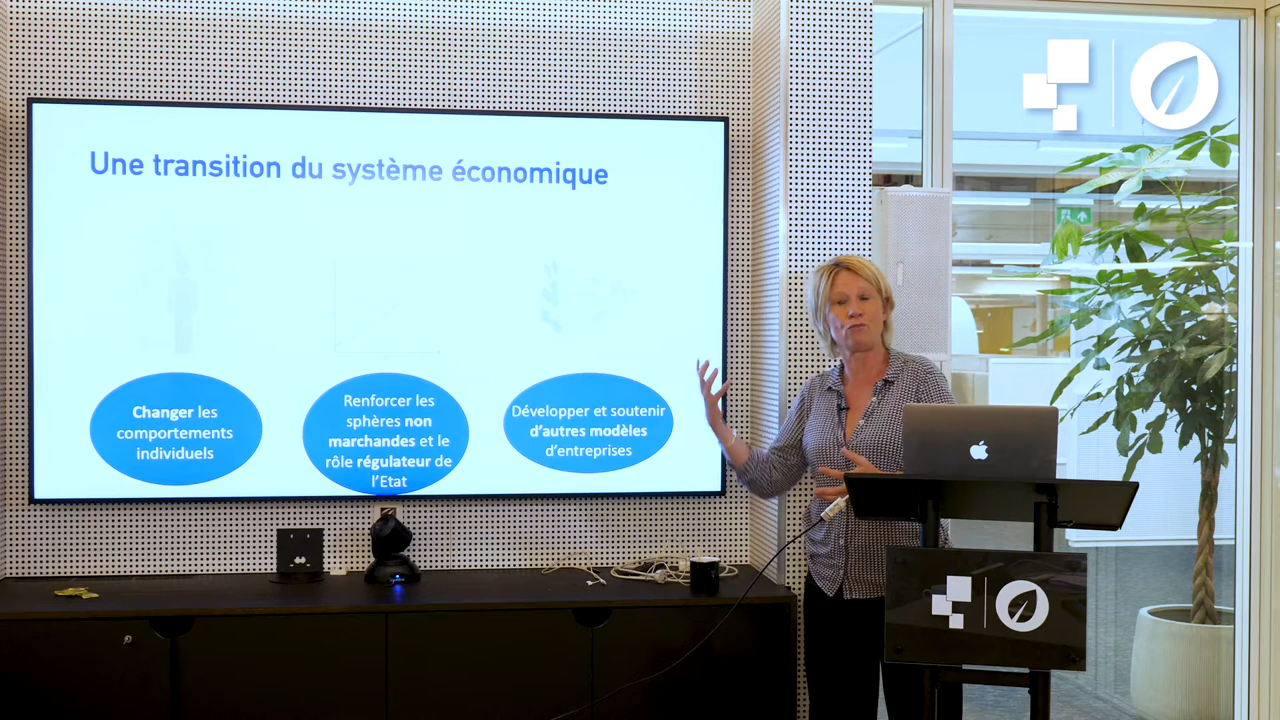 Une transition du système économique
Changer les
comportements
individuels
Renforcer les
sphères non
marchandes et le
rôle régulateur de
l'Etat
Développer et soutenir
d'autres modèles
d'entreprises